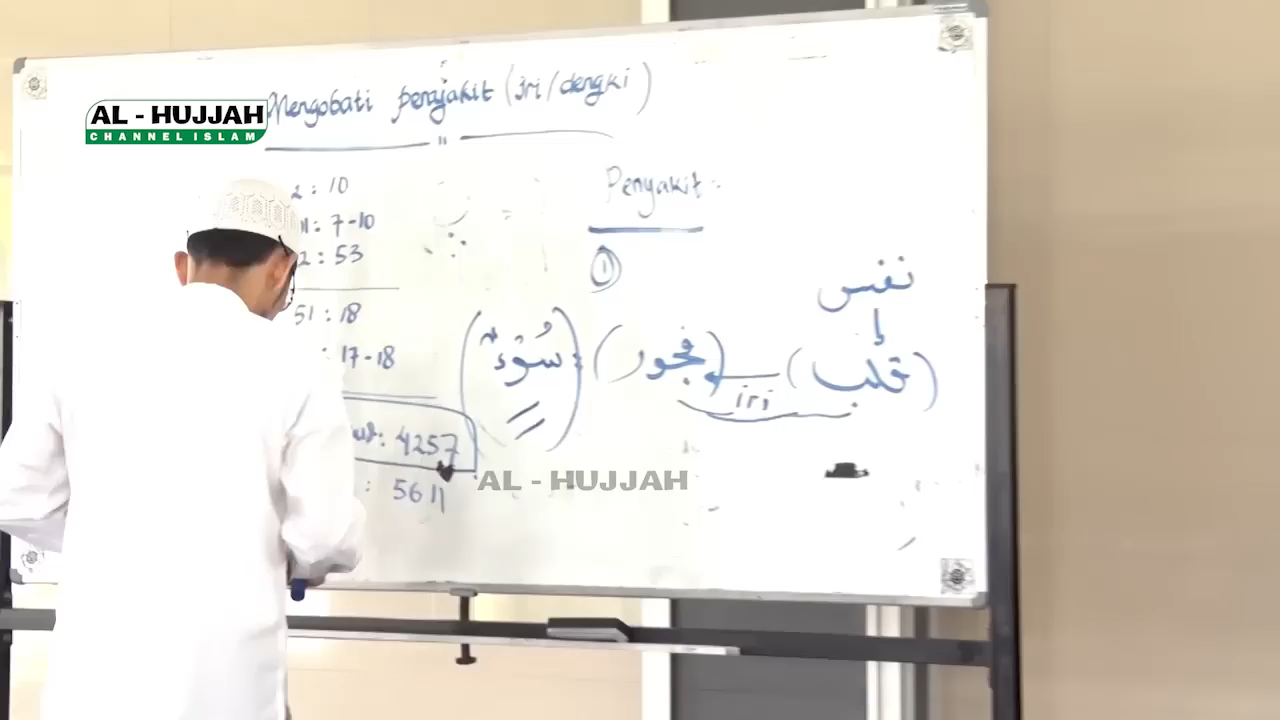 Mengobati penyakit (iri/dengki)
AL - HUJJAH
CHANNEL ISLAM
2 : 10
: 7-10
2 : 53
51 : 18
: 17-18
: 4257
: 5611
Penyakit :
1
نفس
(قلب)
iri
(فجور)
(سُوْءٌ)
AL - HUJJAH